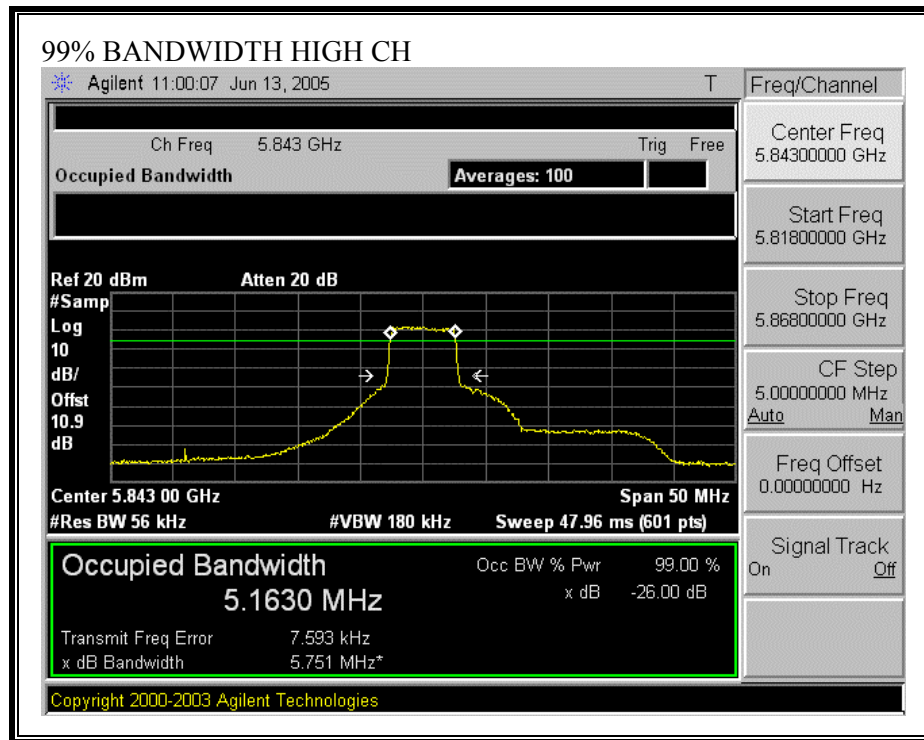 99% BANDWIDTH HIGH CH
Agilent 11:00:07 Jun 13, 2005 T
Freq/Channel
Ch Freq 5.843 GHz Trig Free
Occupied Bandwidth Averages: 100
Center Freq
5.84300000 GHz
Start Freq
5.81800000 GHz
Stop Freq
5.86800000 GHz
CF Step
5.00000000 MHz
Auto Man
Freq Offset
0.00000000 Hz
Signal Track
On Off
Ref 20 dBm Atten 20 dB
#Samp
Log
10
dB/
Offst
10.9
dB
Center 5.843 00 GHz Span 50 MHz
#Res BW 56 kHz #VBW 180 kHz Sweep 47.96 ms (601 pts)
Occupied Bandwidth
5.1630 MHz
Occ BW % Pwr 99.00 %
x dB -26.00 dB
Transmit Freq Error 7.593 kHz
x dB Bandwidth 5.751 MHz*
Copyright 2000-2003 Agilent Technologies